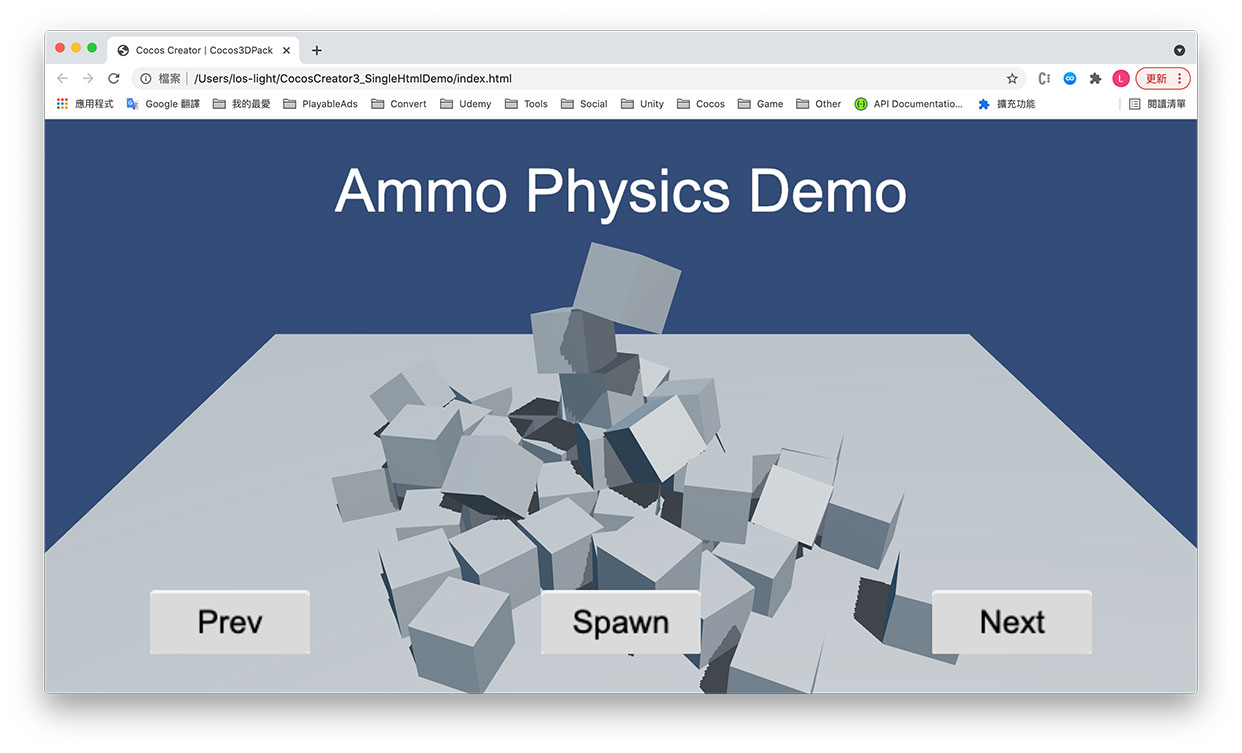 Cocos Creator | Cocos3DPack
檔案 /Users/los-light/CocosCreator3_SingleHtmlDemo/index.html L 更新
應用程式 Google 翻譯 我的最愛 PlayableAds Convert Udemy Tools Social Unity Cocos Game Other API Documentatio... 擴充功能 閱讀清單
Ammo Physics Demo
Prev Spawn Next